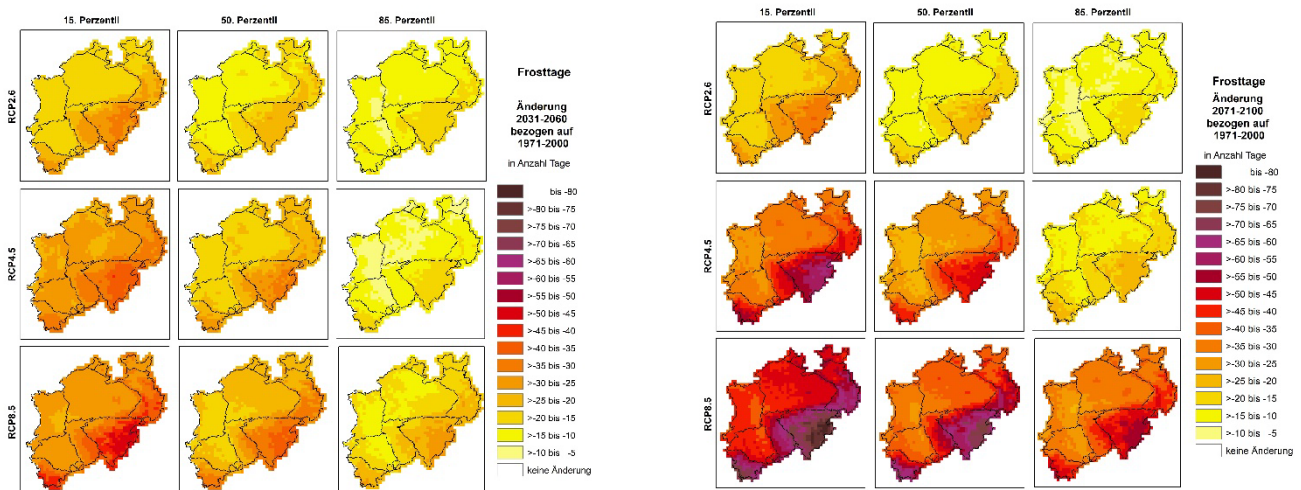 15. Perzentil
50. Perzentil
85. Perzentil
RCP2.6
RCP4.5
RCP8.5
Frosttage
Änderung
2031-2060
bezogen auf
1971-2000
in Anzahl Tage
bis -80
>-80 bis -75
>-75 bis -70
>-70 bis -65
>-65 bis -60
>-60 bis -55
>-55 bis -50
>-50 bis -45
>-45 bis -40
>-40 bis -35
>-35 bis -30
>-30 bis -25
>-25 bis -20
>-20 bis -15
>-15 bis -10
>-10 bis -5
keine Änderung
15. Perzentil
50. Perzentil
85. Perzentil
RCP2.6
RCP4.5
RCP8.5
Frosttage
Änderung
2071-2100
bezogen auf
1971-2000
in Anzahl Tage
bis -80
>-80 bis -75
>-75 bis -70
>-70 bis -65
>-65 bis -60
>-60 bis -55
>-55 bis -50
>-50 bis -45
>-45 bis -40
>-40 bis -35
>-35 bis -30
>-30 bis -25
>-25 bis -20
>-20 bis -15
>-15 bis -10
>-10 bis -5
keine Änderung